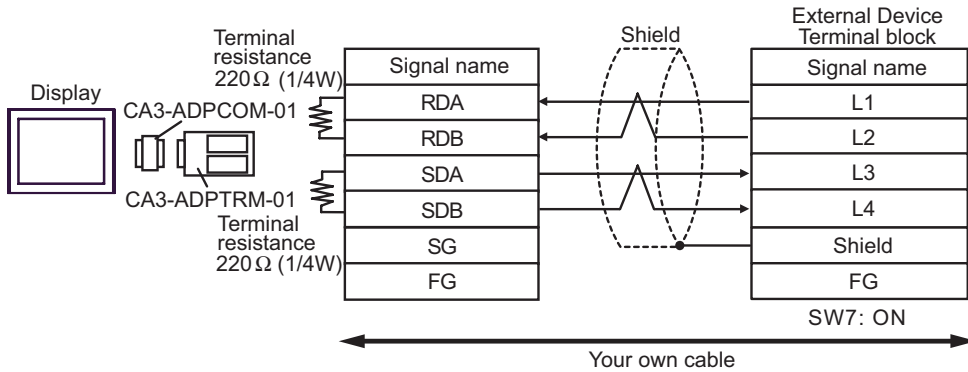 External Device
Terminal block
Shield
Terminal
resistance
220Ω (1/4W)
Signal name
Signal name
Display
CA3-ADPCOM-01
RDA
L1
RDB
L2
SDA
L3
CA3-ADPTRM-01
SDB
L4
Terminal
resistance
220Ω (1/4W)
SG
Shield
FG
FG
SW7: ON
Your own cable